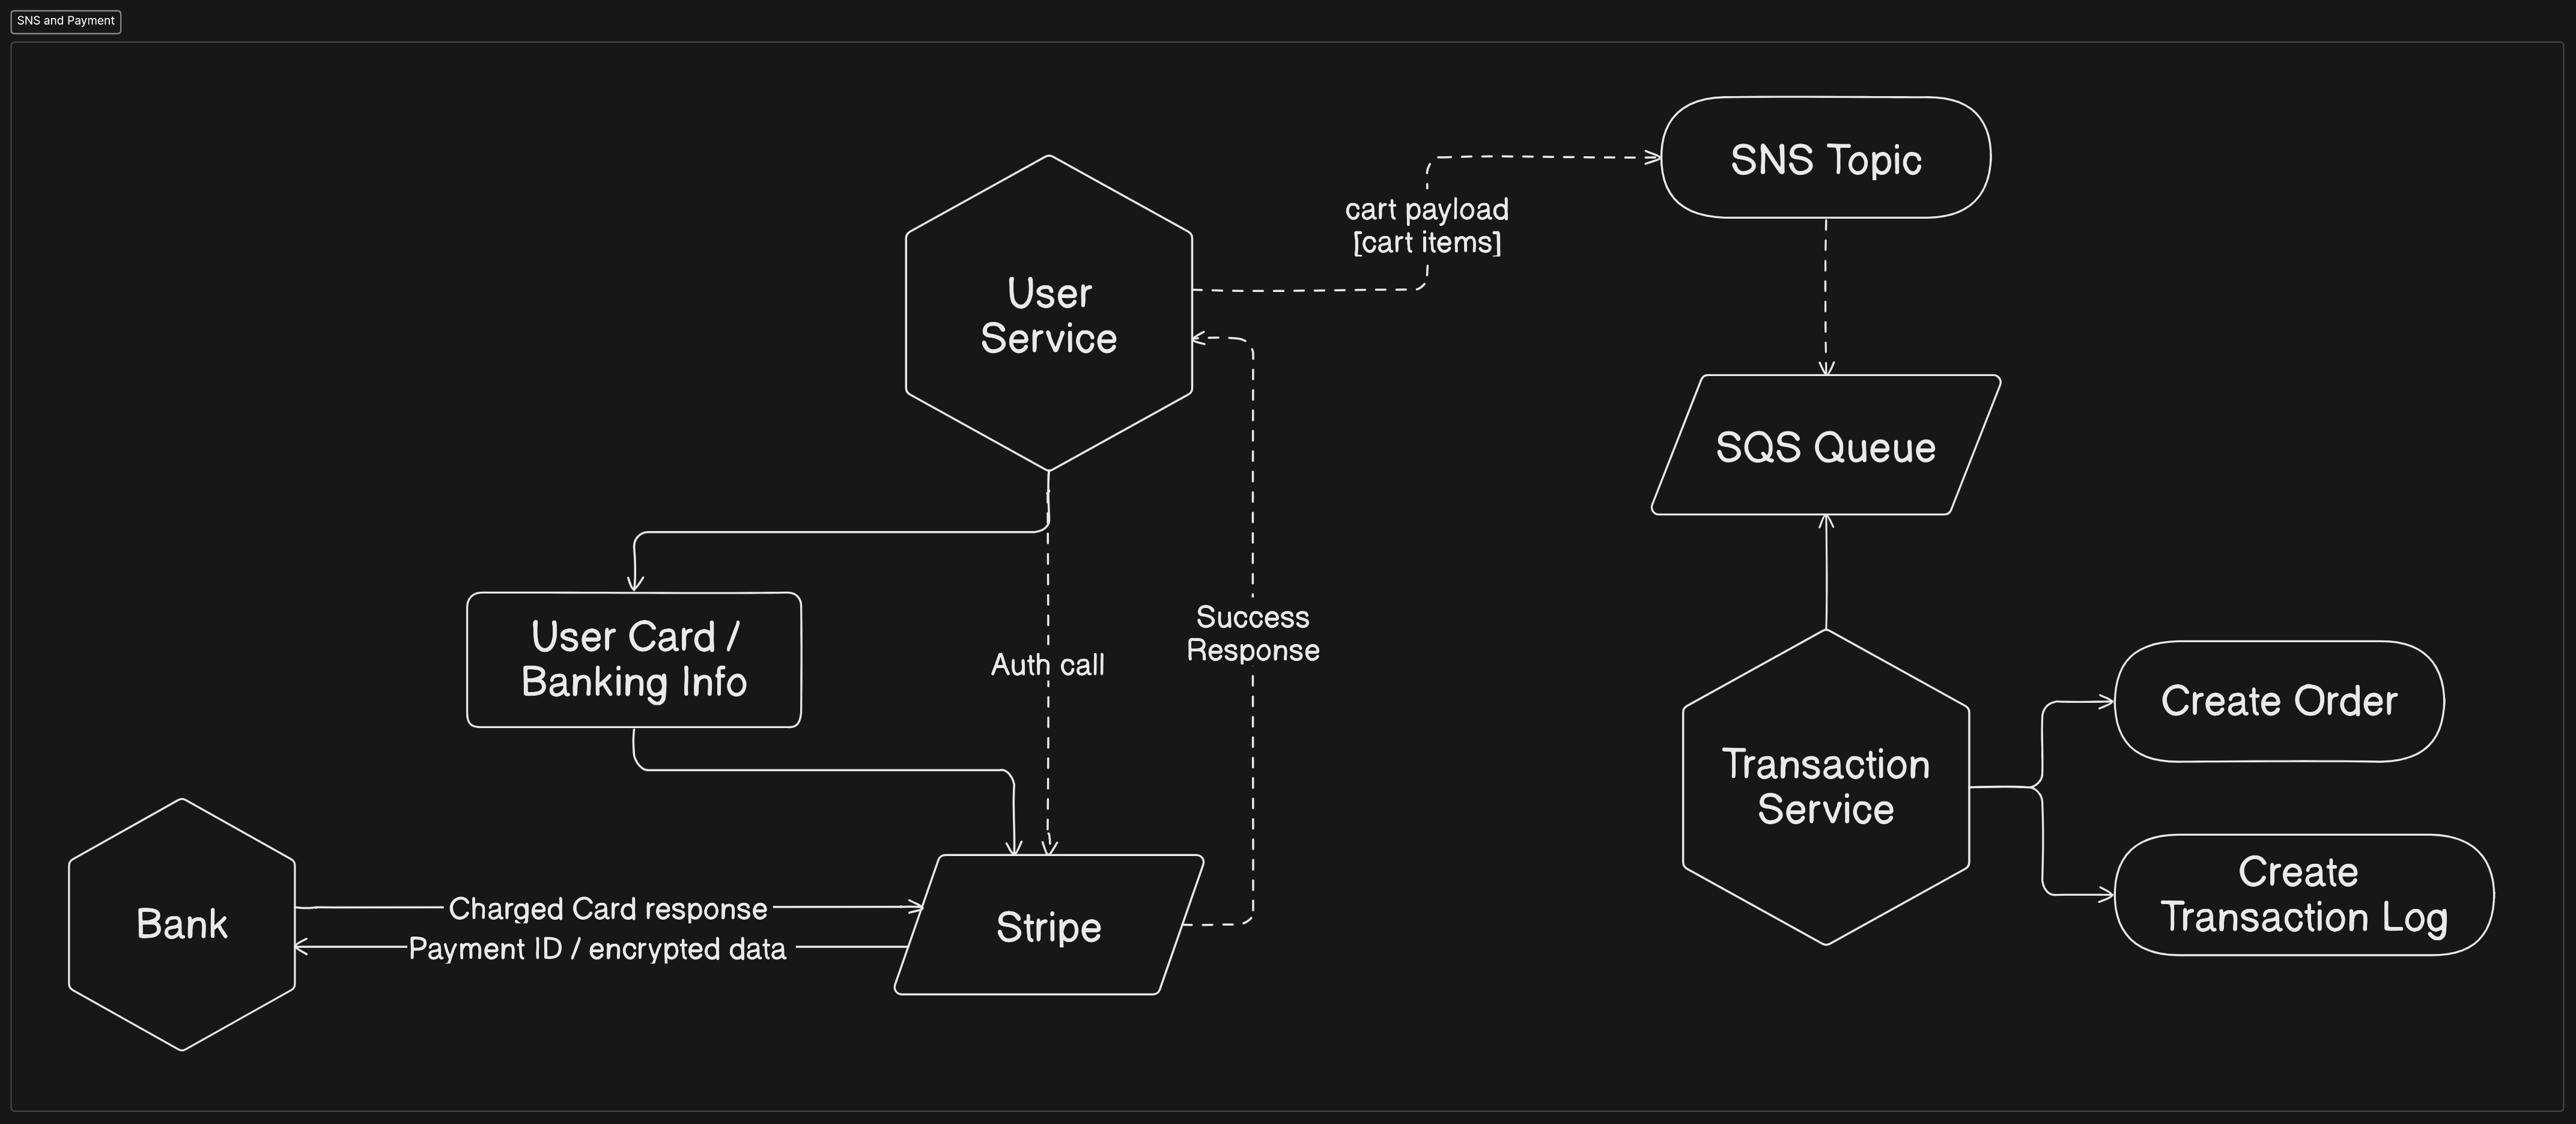 SNS and Payment
SNS Topic
cart payload
[cart items]
User
Service
SQS Queue
Success
Response
User Card /
Banking Info
Auth call
Create Order
Transaction
Service
Create
Transaction Log
Charged Card response
Bank
Stripe
Payment ID / encrypted data